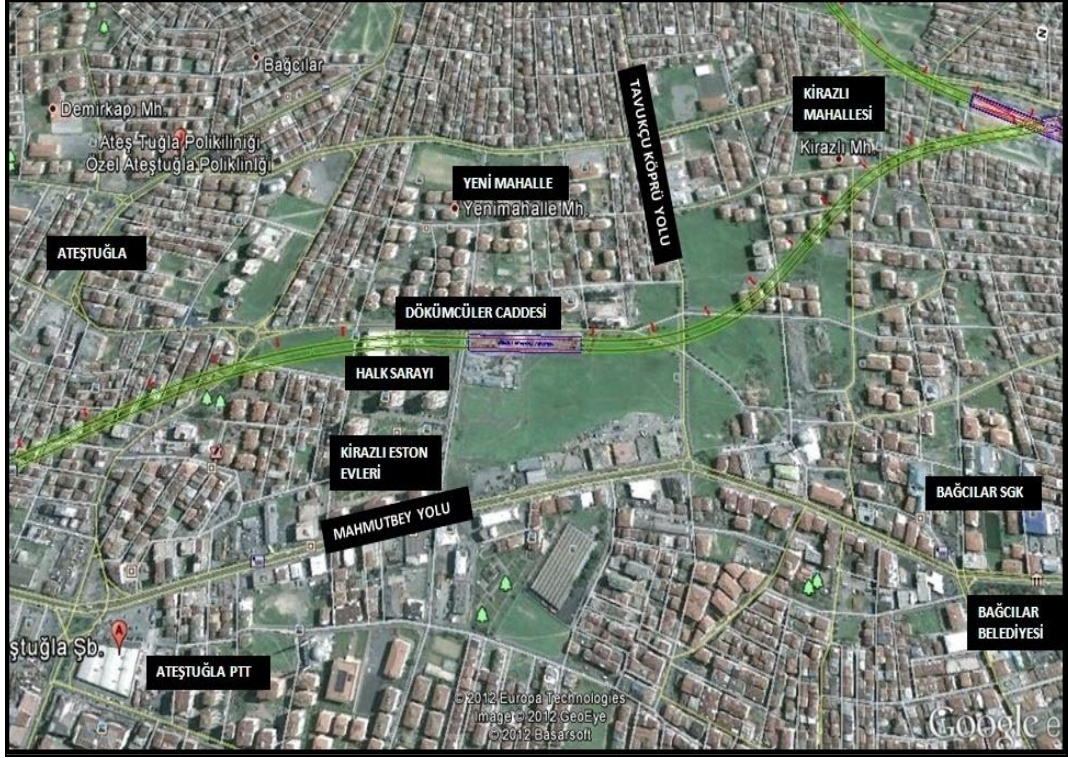 Bağcılar
Demirkapı Mh.
Ateş Tuğla Polikiliniği
Özel Ateştuğla Poliklinlği
KİRAZLI
MAHALLESİ
Kirazlı Mh.
TAVUKÇU KÖPRÜ YOLU
YENİ MAHALLE
Yenimahalle Mh.
ATEŞTUĞLA
DÖKÜMCÜLER CADDESİ
HALK SARAYI
KİRAZLI ESTON
EVLERİ
MAHMUTBEY YOLU
BAĞCILAR SGK
BAĞCILAR
BELEDİYESİ
A
ştuğla Şb.
ATEŞTUĞLA PTT
© 2012 Europa Technologies
Image © 2012 GeoEye
© 2012 Basarsoft
Google e
N